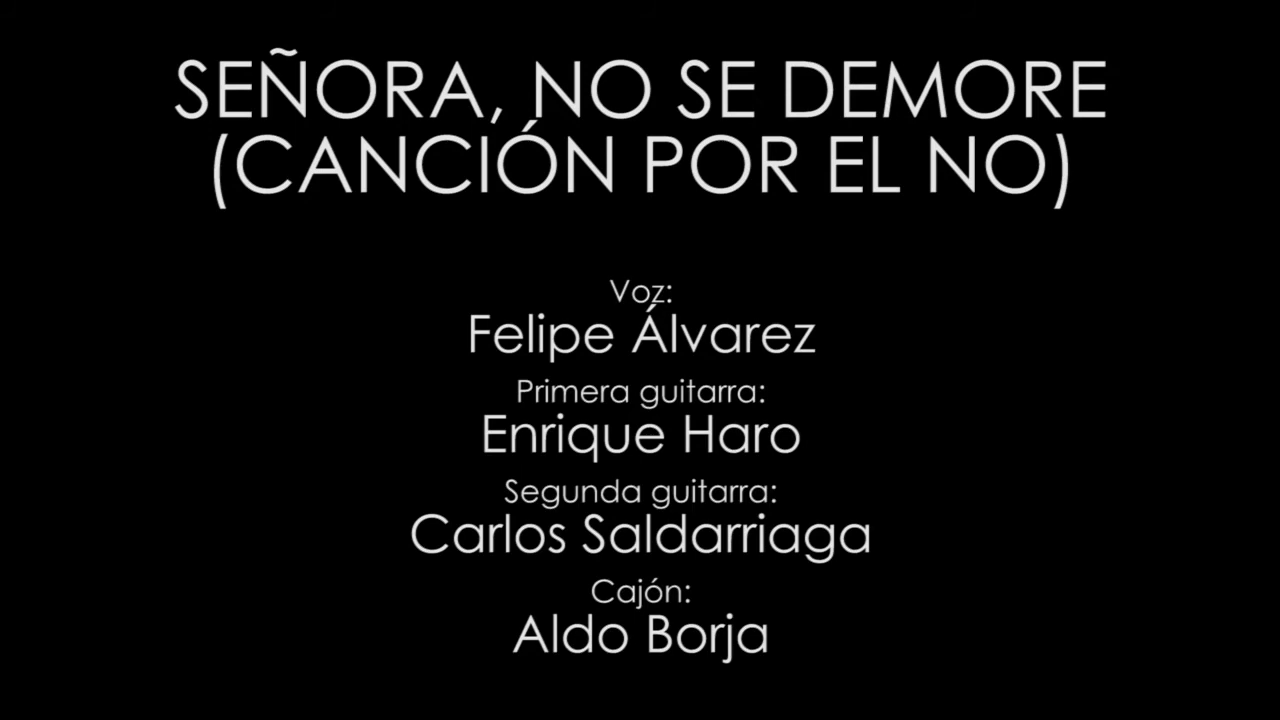 SEÑORA, NO SE DEMORE
(CANCIÓN POR EL NO)
Voz:
Felipe Álvarez
Primera guitarra:
Enrique Haro
Segunda guitarra:
Carlos Saldarriaga
Cajón:
Aldo Borja